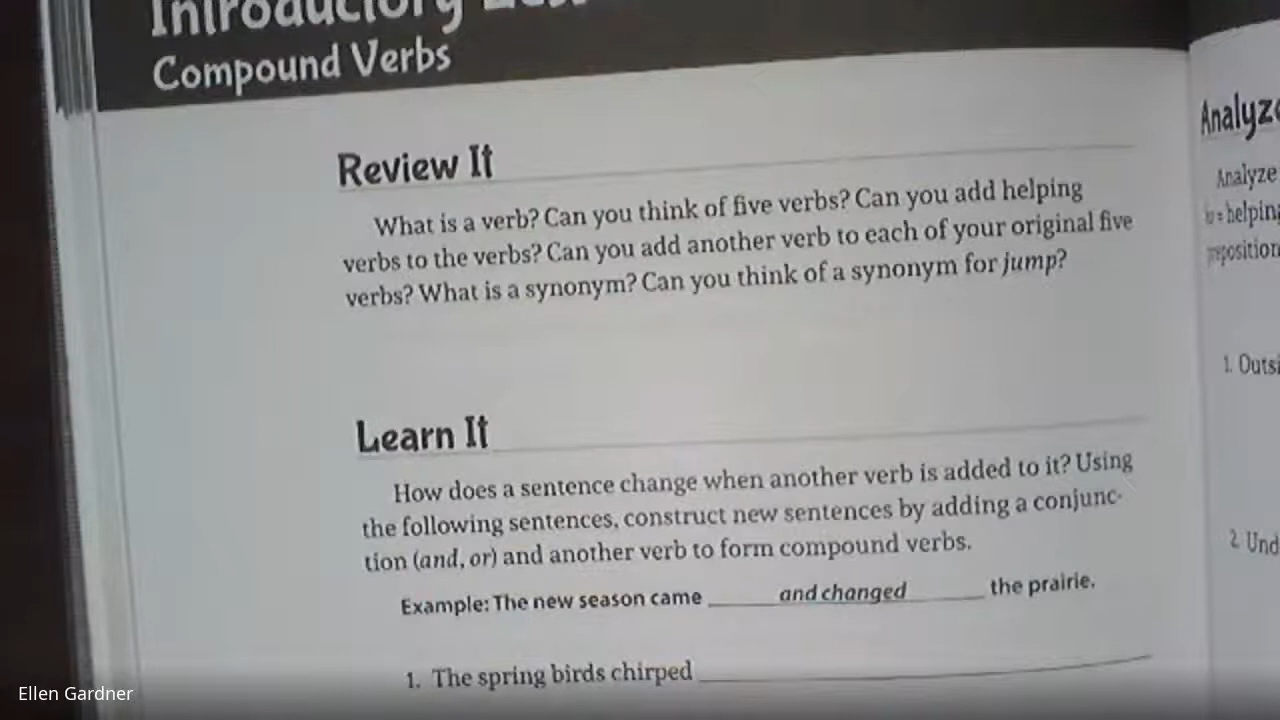 Introductory
Compound Verbs
Review It
What is a verb? Can you think of five verbs? Can you add helping
verbs to the verbs? Can you add another verb to each of your original five
verbs? What is a synonym? Can you think of a synonym for jump?
Learn It
How does a sentence change when another verb is added to it? Using
the following sentences, construct new sentences by adding a conjunc-
tion (and, or) and another verb to form compound verbs.
Example: The new season came and changed the prairie.
1. The spring birds chirped
Analyze
1.
2.
Ellen Gardner